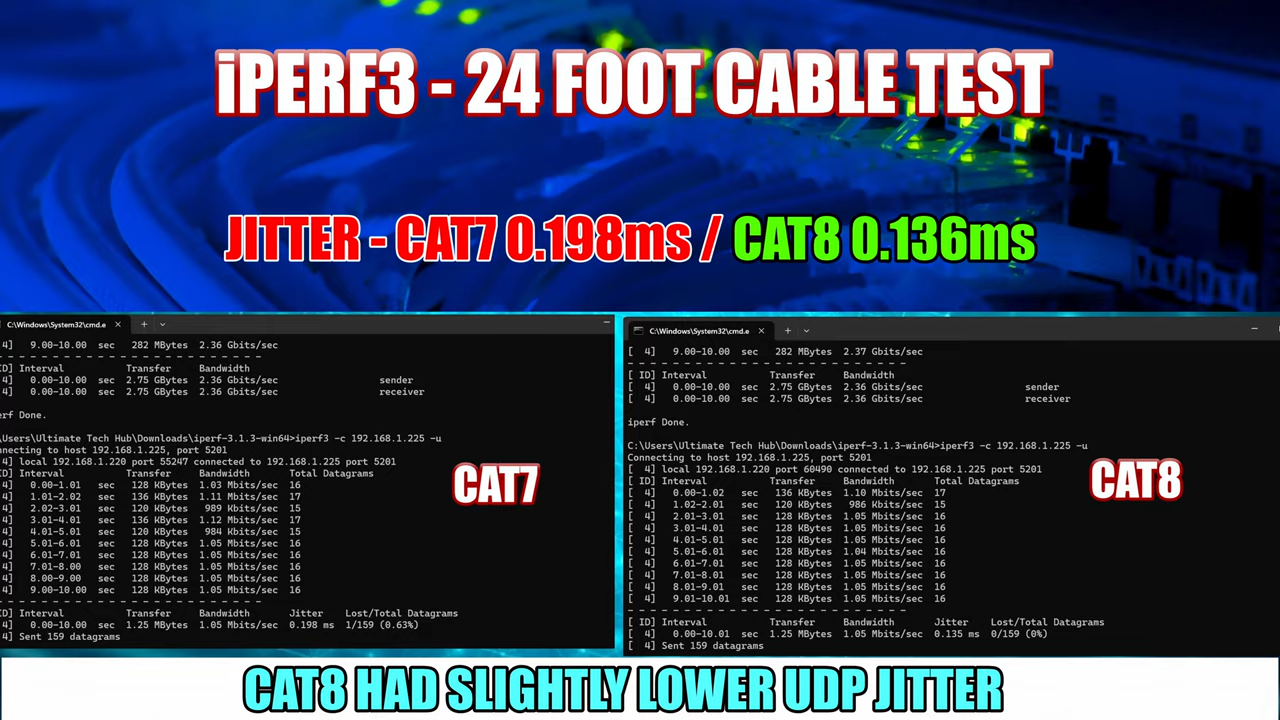 iPERF3 - 24 FOOT CABLE TEST
JITTER - CAT7 0.198ms / CAT8 0.136ms
C:\Windows\System32\cmd.e
4] 9.00-10.00 sec 282 MBytes 2.36 Gbits/sec
- - - - - - - - - - - - - - - - - - - - - - - - -
ID] Interval Transfer Bandwidth
4] 0.00-10.00 sec 2.75 GBytes 2.36 Gbits/sec sender
4] 0.00-10.00 sec 2.75 GBytes 2.36 Gbits/sec receiver
erf Done.
\Users\Ultimate Tech Hub\Downloads\iperf-3.1.3-win64>iperf3 -c 192.168.1.225 -u
nnecting to host 192.168.1.225, port 5201
4] local 192.168.1.220 port 55247 connected to 192.168.1.225 port 5201
ID] Interval Transfer Bandwidth Total Datagrams
4] 0.00-1.01 sec 128 KBytes 1.03 Mbits/sec 16
4] 1.01-2.02 sec 136 KBytes 1.11 Mbits/sec 17
4] 2.02-3.01 sec 120 KBytes 989 Kbits/sec 15
4] 3.01-4.01 sec 136 KBytes 1.12 Mbits/sec 17
4] 4.01-5.01 sec 120 KBytes 984 Kbits/sec 15
4] 5.01-6.01 sec 128 KBytes 1.05 Mbits/sec 16
4] 6.01-7.01 sec 128 KBytes 1.05 Mbits/sec 16
4] 7.01-8.00 sec 128 KBytes 1.05 Mbits/sec 16
4] 8.00-9.00 sec 128 KBytes 1.05 Mbits/sec 16
4] 9.00-10.00 sec 128 KBytes 1.05 Mbits/sec 16
- - - - - - - - - - - - - - - - - - - - - - - - -
ID] Interval Transfer Bandwidth Jitter Lost/Total Datagrams
4] 0.00-10.00 sec 1.25 MBytes 1.05 Mbits/sec 0.198 ms 1/159 (0.63%)
4] Sent 159 datagrams
CAT7
C:\Windows\System32\cmd.e
[ 4] 9.00-10.00 sec 282 MBytes 2.37 Gbits/sec
- - - - - - - - - - - - - - - - - - - - - - - - -
[ ID] Interval Transfer Bandwidth
[ 4] 0.00-10.00 sec 2.75 GBytes 2.36 Gbits/sec sender
[ 4] 0.00-10.00 sec 2.75 GBytes 2.36 Gbits/sec receiver
iperf Done.
C:\Users\Ultimate Tech Hub\Downloads\iperf-3.1.3-win64>iperf3 -c 192.168.1.225 -u
Connecting to host 192.168.1.225, port 5201
[ 4] local 192.168.1.220 port 60490 connected to 192.168.1.225 port 5201
[ ID] Interval Transfer Bandwidth Total Datagrams
[ 4] 0.00-1.02 sec 136 KBytes 1.10 Mbits/sec 17
[ 4] 1.02-2.01 sec 120 KBytes 986 Kbits/sec 15
[ 4] 2.01-3.01 sec 128 KBytes 1.05 Mbits/sec 16
[ 4] 3.01-4.01 sec 128 KBytes 1.05 Mbits/sec 16
[ 4] 4.01-5.01 sec 128 KBytes 1.05 Mbits/sec 16
[ 4] 5.01-6.01 sec 128 KBytes 1.04 Mbits/sec 16
[ 4] 6.01-7.01 sec 128 KBytes 1.05 Mbits/sec 16
[ 4] 7.01-8.01 sec 128 KBytes 1.05 Mbits/sec 16
[ 4] 8.01-9.01 sec 128 KBytes 1.05 Mbits/sec 16
[ 4] 9.01-10.01 sec 128 KBytes 1.05 Mbits/sec 16
- - - - - - - - - - - - - - - - - - - - - - - - -
[ ID] Interval Transfer Bandwidth Jitter Lost/Total Datagrams
[ 4] 0.00-10.01 sec 1.25 MBytes 1.05 Mbits/sec 0.135 ms 0/159 (0%)
[ 4] Sent 159 datagrams
CAT8
CAT8 HAD SLIGHTLY LOWER UDP JITTER